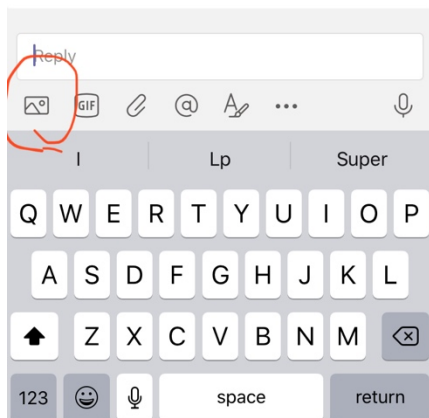 Reply
GIF @ A •••
I Lp Super
Q W E R T Y U I O P
A S D F G H J K L
Z X C V B N M
123 space return